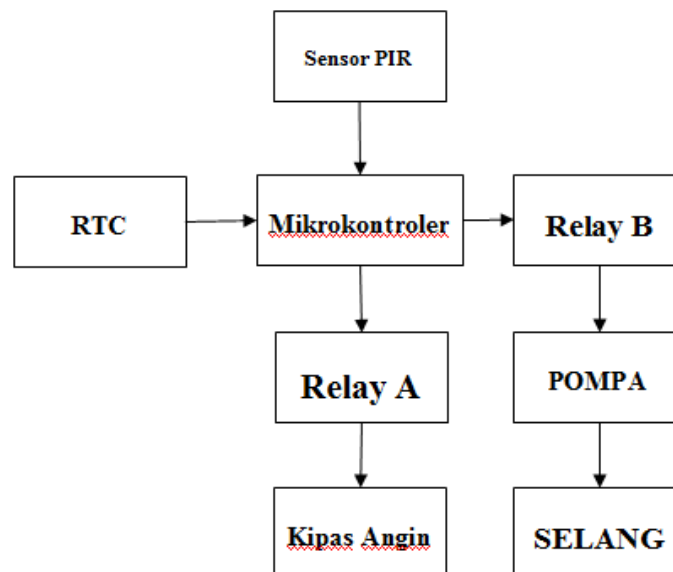 Sensor PIR
RTC
Mikrokontroler
Relay B
Relay A
POMPA
Kipas Angin
SELANG